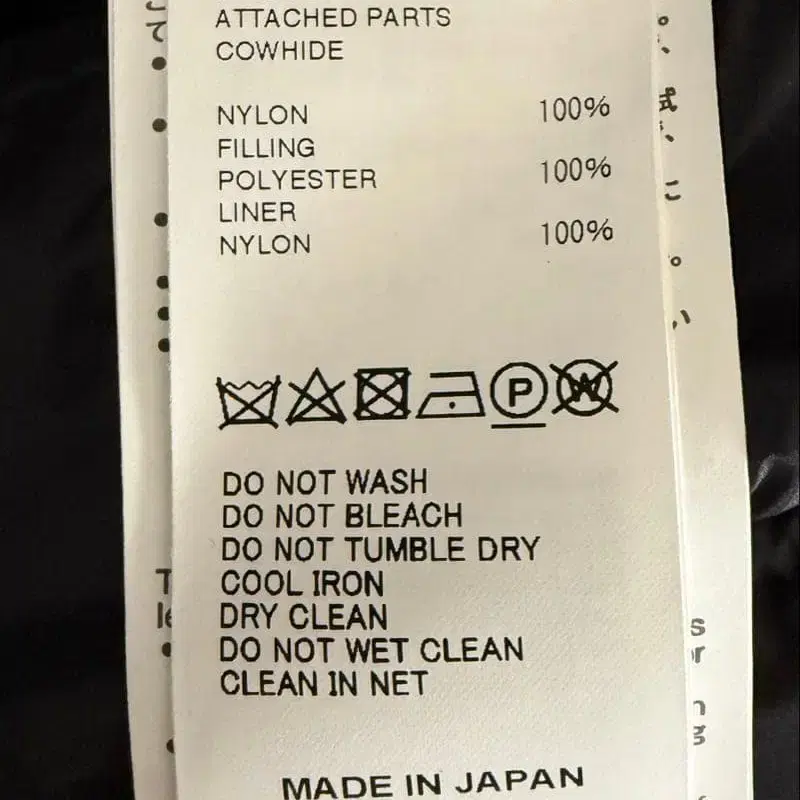 ATTACHED PARTS
COWHIDE
NYLON 100%
FILLING
POLYESTER 100%
LINER
NYLON 100%
P W
DO NOT WASH
DO NOT BLEACH
DO NOT TUMBLE DRY
COOL IRON
DRY CLEAN
DO NOT WET CLEAN
CLEAN IN NET
MADE IN JAPAN